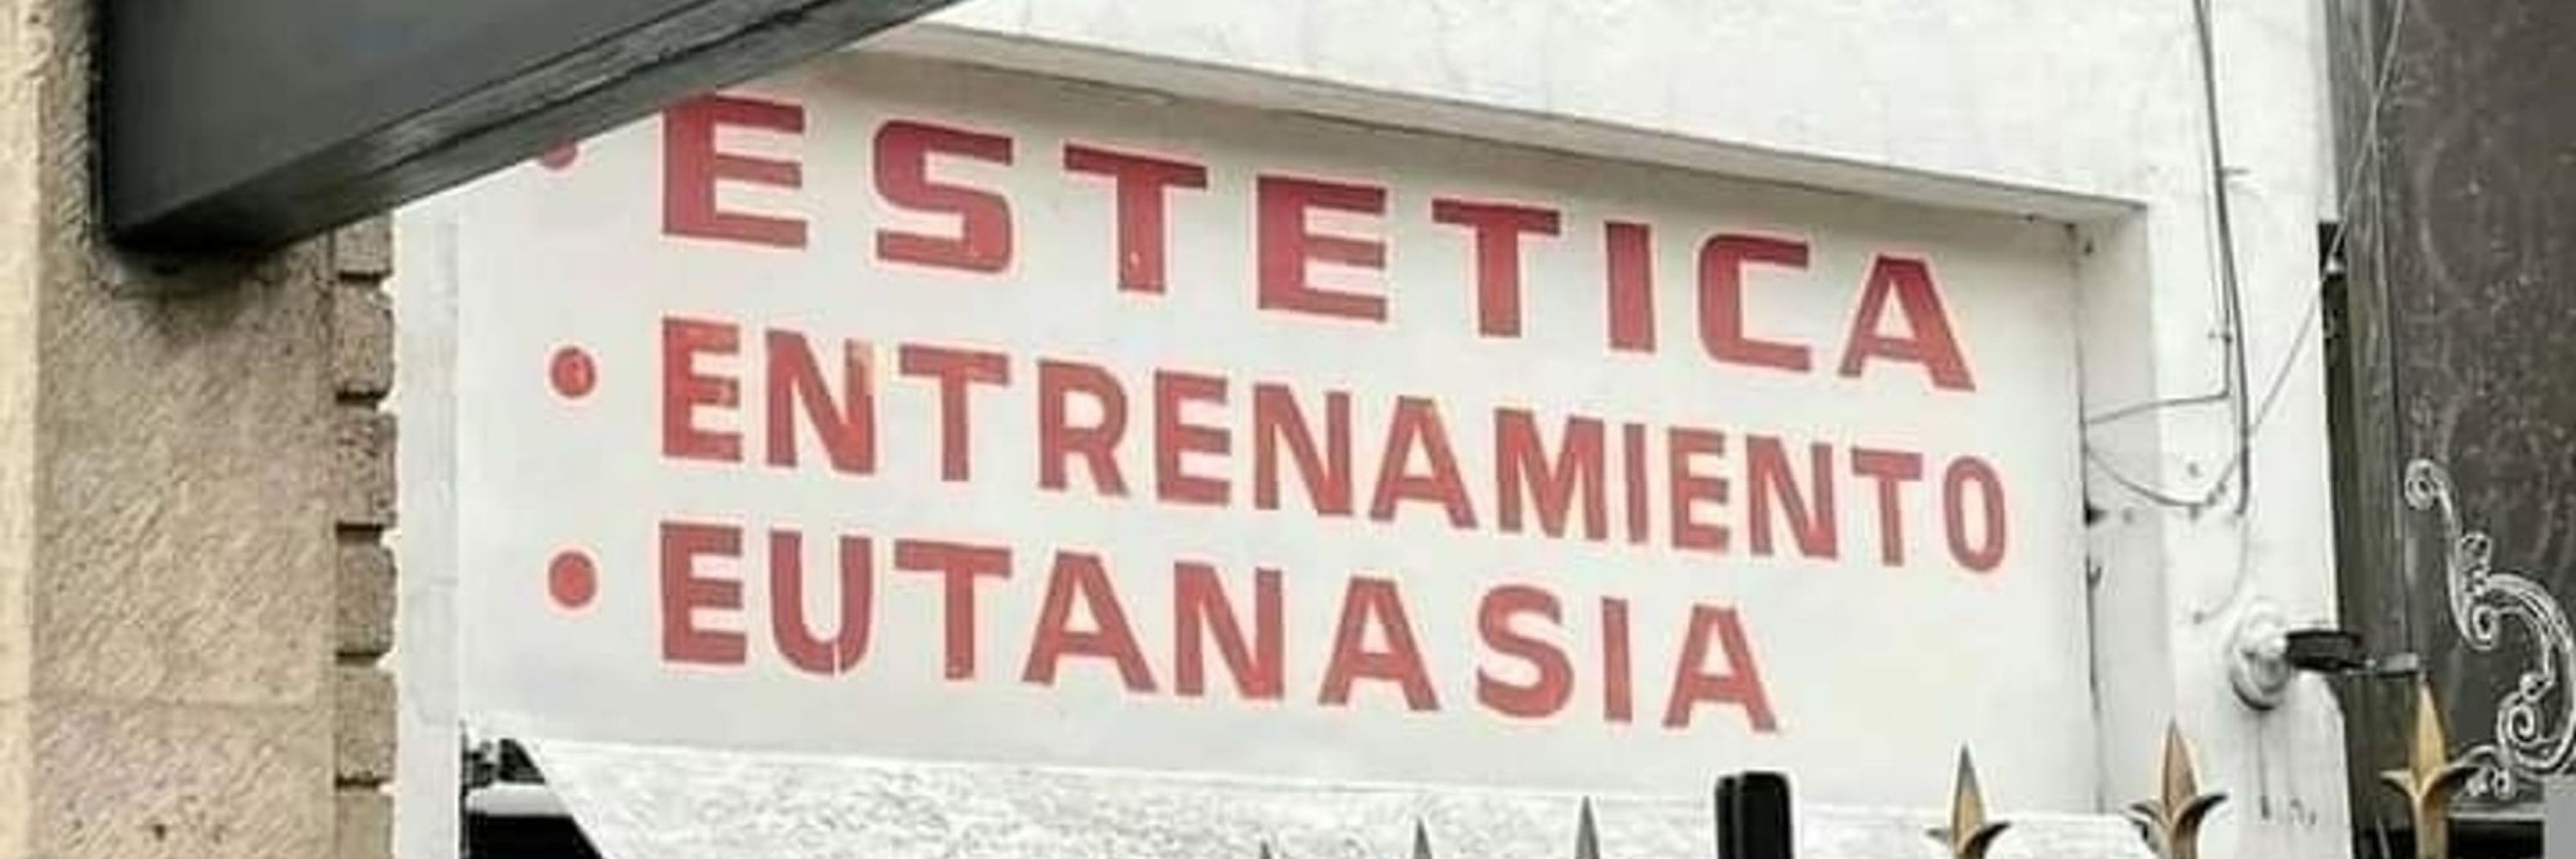 • ESTETICA
• ENTRENAMIENTO
• EUTANASIA